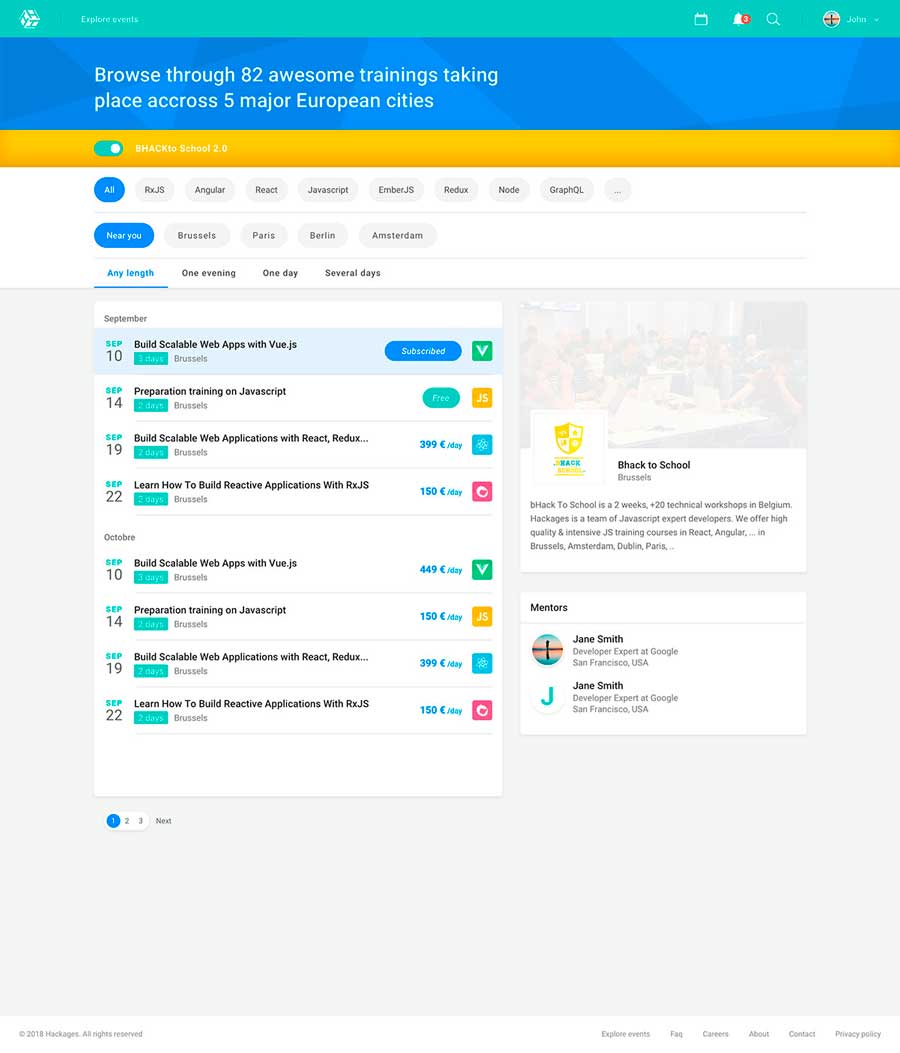 Explore events
3
John
Browse through 82 awesome trainings taking
place accross 5 major European cities
BHACKto School 2.0
All RxJS Angular React Javascript EmberJS Redux Node GraphQL ...
Near you Brussels Paris Berlin Amsterdam
Any length One evening One day Several days
September
SEP
10
Build Scalable Web Apps with Vue.js
3 days Brussels
Subscribed
SEP
14
Preparation training on Javascript
2 days Brussels
Free
JS
SEP
19
Build Scalable Web Applications with React, Redux...
2 days Brussels
399 € /day
SEP
22
Learn How To Build Reactive Applications With RxJS
2 days Brussels
150 € /day
Octobre
SEP
10
Build Scalable Web Apps with Vue.js
3 days Brussels
449 € /day
SEP
14
Preparation training on Javascript
2 days Brussels
150 € /day
JS
SEP
19
Build Scalable Web Applications with React, Redux...
2 days Brussels
399 € /day
SEP
22
Learn How To Build Reactive Applications With RxJS
2 days Brussels
150 € /day
1 2 3 Next
BHACK
SCHOOL
Bhack to School
Brussels
bHack To School is a 2 weeks, +20 technical workshops in Belgium.
Hackages is a team of Javascript expert developers. We offer high
quality & intensive JS training courses in React, Angular, ... in
Brussels, Amsterdam, Dublin, Paris, ..
Mentors
Jane Smith
Developer Expert at Google
San Francisco, USA
J
Jane Smith
Developer Expert at Google
San Francisco, USA
© 2018 Hackages. All rights reserved
Explore events Faq Careers About Contact Privacy policy